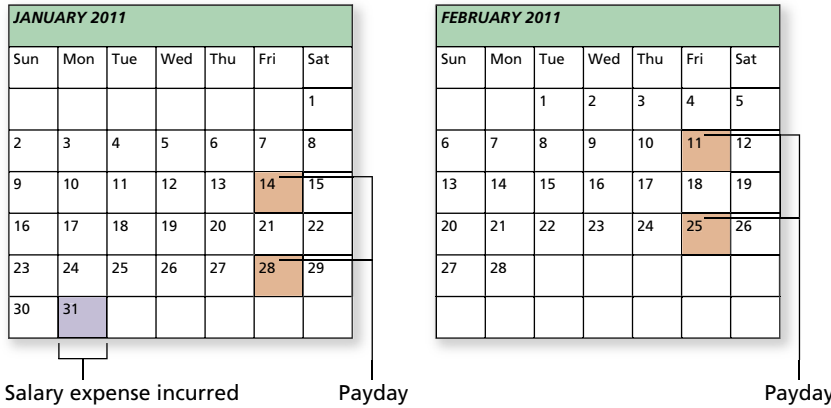 JANUARY 2011
Sun Mon Tue Wed Thu Fri Sat
1
2 3 4 5 6 7 8
9 10 11 12 13 14 15
16 17 18 19 20 21 22
23 24 25 26 27 28 29
30 31
Salary expense incurred
Payday
FEBRUARY 2011
Sun Mon Tue Wed Thu Fri Sat
1 2 3 4 5
6 7 8 9 10 11 12
13 14 15 16 17 18 19
20 21 22 23 24 25 26
27 28
Payday